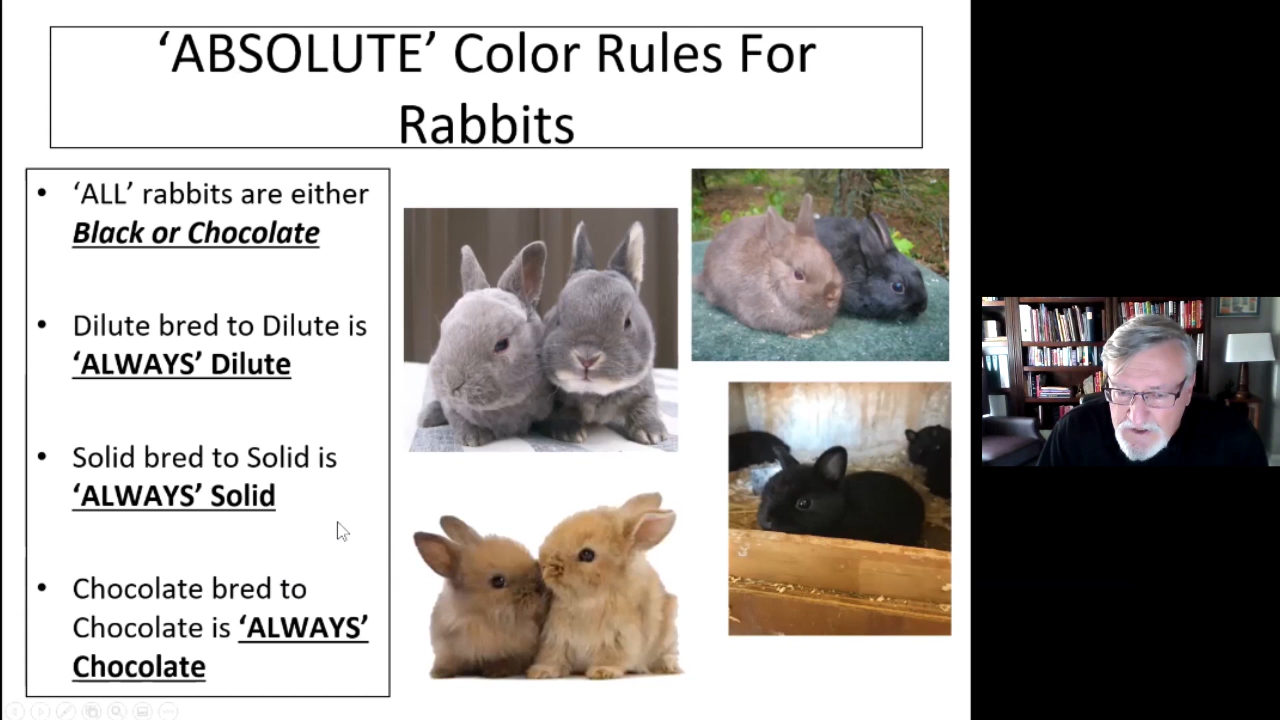 ‘ABSOLUTE’ Color Rules For
Rabbits
• ‘ALL’ rabbits are either
Black or Chocolate
• Dilute bred to Dilute is
‘ALWAYS’ Dilute
• Solid bred to Solid is
‘ALWAYS’ Solid
• Chocolate bred to
Chocolate is ‘ALWAYS’
Chocolate